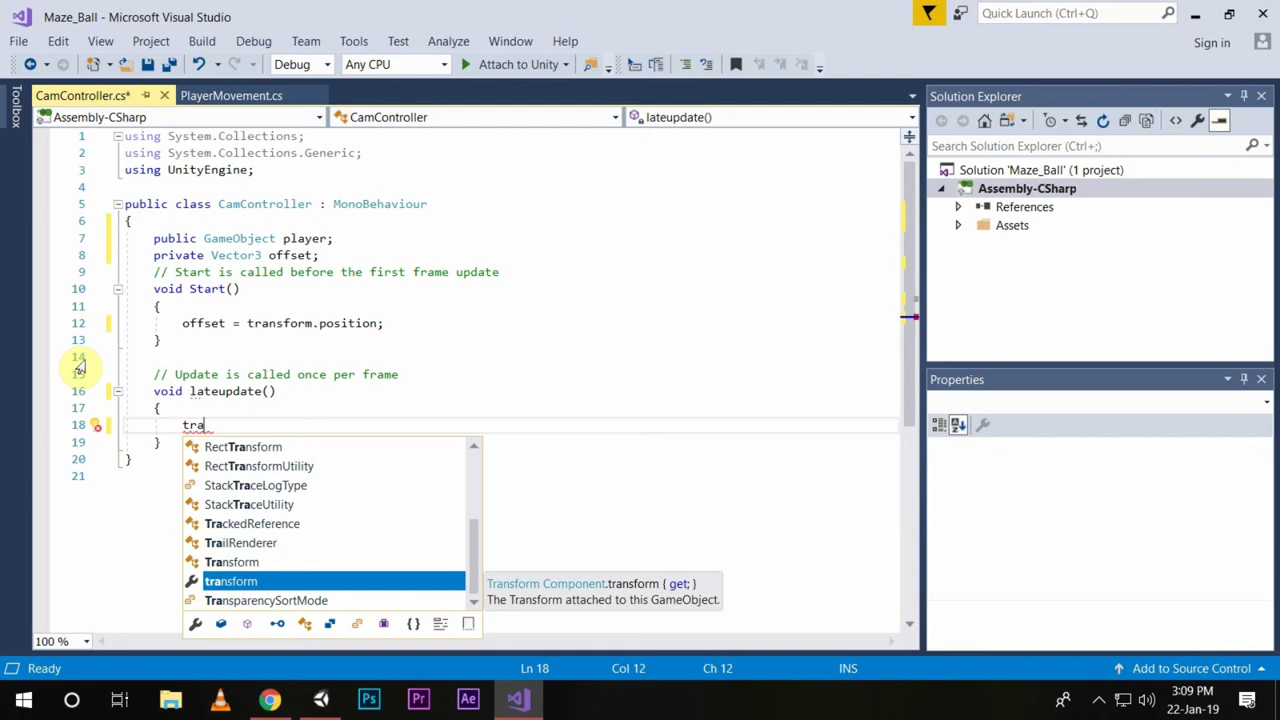 Maze_Ball - Microsoft Visual Studio
Quick Launch (Ctrl+Q)
File Edit View Project Build Debug Team Tools Test Analyze Window Help
Sign in
Debug Any CPU Attach to Unity
Toolbox
CamController.cs* PlayerMovement.cs
Assembly-CSharp CamController lateupdate()
1 using System.Collections;
2 using System.Collections.Generic;
3 using UnityEngine;
4
5 public class CamController : MonoBehaviour
6 {
7 public GameObject player;
8 private Vector3 offset;
9 // Start is called before the first frame update
10 void Start()
11 {
12 offset = transform.position;
13 }
14
15 // Update is called once per frame
16 void lateupdate()
17 {
18 tra
19 }
20 }
21
RectTransform
RectTransformUtility
StackTraceLogType
StackTraceUtility
TrackedReference
TrailRenderer
Transform
transform
TransparencySortMode
Transform Component.transform { get; }
The Transform attached to this GameObject.
100 %
Solution Explorer
Search Solution Explorer (Ctrl+;)
Solution 'Maze_Ball' (1 project)
Assembly-CSharp
References
Assets
Properties
Ready Ln 18 Col 12 Ch 12 INS Add to Source Control
Ps Pr Ae
3:09 PM
22-Jan-19